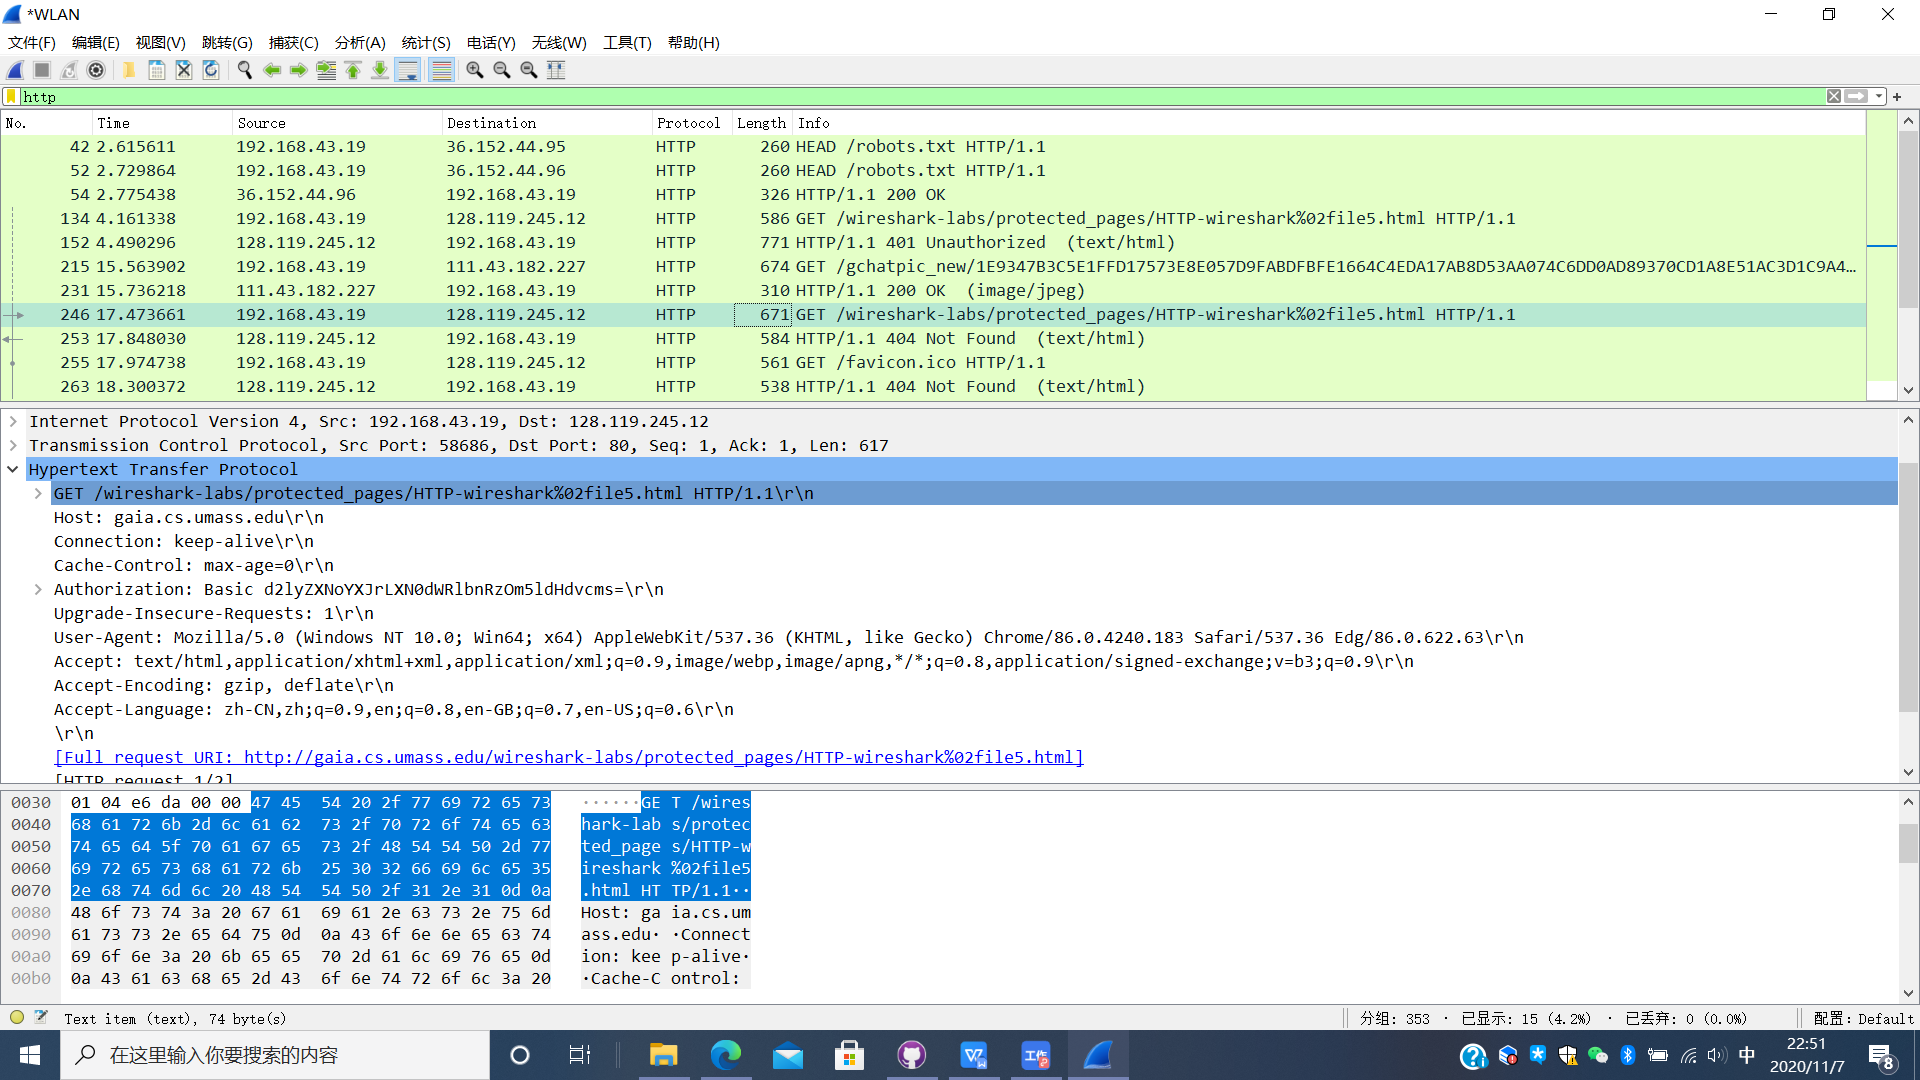 *WLAN
文件(F) 编辑(E) 视图(V) 跳转(G) 捕获(C) 分析(A) 统计(S) 电话(Y) 无线(W) 工具(T) 帮助(H)
http
No. Time Source Destination Protocol Length Info
42 2.615611 192.168.43.19 36.152.44.95 HTTP 260 HEAD /robots.txt HTTP/1.1
52 2.729864 192.168.43.19 36.152.44.96 HTTP 260 HEAD /robots.txt HTTP/1.1
54 2.775438 36.152.44.96 192.168.43.19 HTTP 326 HTTP/1.1 200 OK
134 4.161338 192.168.43.19 128.119.245.12 HTTP 586 GET /wireshark-labs/protected_pages/HTTP-wireshark%02file5.html HTTP/1.1
152 4.490296 128.119.245.12 192.168.43.19 HTTP 771 HTTP/1.1 401 Unauthorized (text/html)
215 15.563902 192.168.43.19 111.43.182.227 HTTP 674 GET /gchatpic_new/1E9347B3C5E1FFD17573E8E057D9FABDFBFE1664C4EDA17AB8D53AA074C6DD0AD89370CD1A8E51AC3D1C9A4…
231 15.736218 111.43.182.227 192.168.43.19 HTTP 310 HTTP/1.1 200 OK (image/jpeg)
246 17.473661 192.168.43.19 128.119.245.12 HTTP 671 GET /wireshark-labs/protected_pages/HTTP-wireshark%02file5.html HTTP/1.1
253 17.848030 128.119.245.12 192.168.43.19 HTTP 584 HTTP/1.1 404 Not Found (text/html)
255 17.974738 192.168.43.19 128.119.245.12 HTTP 561 GET /favicon.ico HTTP/1.1
263 18.300372 128.119.245.12 192.168.43.19 HTTP 538 HTTP/1.1 404 Not Found (text/html)
Internet Protocol Version 4, Src: 192.168.43.19, Dst: 128.119.245.12
Transmission Control Protocol, Src Port: 58686, Dst Port: 80, Seq: 1, Ack: 1, Len: 617
Hypertext Transfer Protocol
GET /wireshark-labs/protected_pages/HTTP-wireshark%02file5.html HTTP/1.1\r\n
Host: gaia.cs.umass.edu\r\n
Connection: keep-alive\r\n
Cache-Control: max-age=0\r\n
Authorization: Basic d2lyZXNoYXJrLXN0dWRlbnRzOm5ldHdvcms=\r\n
Upgrade-Insecure-Requests: 1\r\n
User-Agent: Mozilla/5.0 (Windows NT 10.0; Win64; x64) AppleWebKit/537.36 (KHTML, like Gecko) Chrome/86.0.4240.183 Safari/537.36 Edg/86.0.622.63\r\n
Accept: text/html,application/xhtml+xml,application/xml;q=0.9,image/webp,image/apng,*/*;q=0.8,application/signed-exchange;v=b3;q=0.9\r\n
Accept-Encoding: gzip, deflate\r\n
Accept-Language: zh-CN,zh;q=0.9,en;q=0.8,en-GB;q=0.7,en-US;q=0.6\r\n
\r\n
[Full request URI: http://gaia.cs.umass.edu/wireshark-labs/protected_pages/HTTP-wireshark%02file5.html]
[HTTP request 1/2]
0030 01 04 e6 da 00 00 47 45 54 20 2f 77 69 72 65 73 ······GE T /wires
0040 68 61 72 6b 2d 6c 61 62 73 2f 70 72 6f 74 65 63 hark-lab s/protec
0050 74 65 64 5f 70 61 67 65 73 2f 48 54 54 50 2d 77 ted_page s/HTTP-w
0060 69 72 65 73 68 61 72 6b 25 30 32 66 69 6c 65 35 ireshark %02file5
0070 2e 68 74 6d 6c 20 48 54 54 50 2f 31 2e 31 0d 0a .html HT TP/1.1··
0080 48 6f 73 74 3a 20 67 61 69 61 2e 63 73 2e 75 6d Host: ga ia.cs.um
0090 61 73 73 2e 65 64 75 0d 0a 43 6f 6e 6e 65 63 74 ass.edu· ·Connect
00a0 69 6f 6e 3a 20 6b 65 65 70 2d 61 6c 69 76 65 0d ion: kee p-alive·
00b0 0a 43 61 63 68 65 2d 43 6f 6e 74 72 6f 6c 3a 20 ·Cache-C ontrol:
Text item (text), 74 byte(s) 分组: 353 · 已显示: 15 (4.2%) · 已丢弃: 0 (0.0%) 配置: Default
在这里输入你要搜索的内容 工作 中 22:51 8
2020/11/7